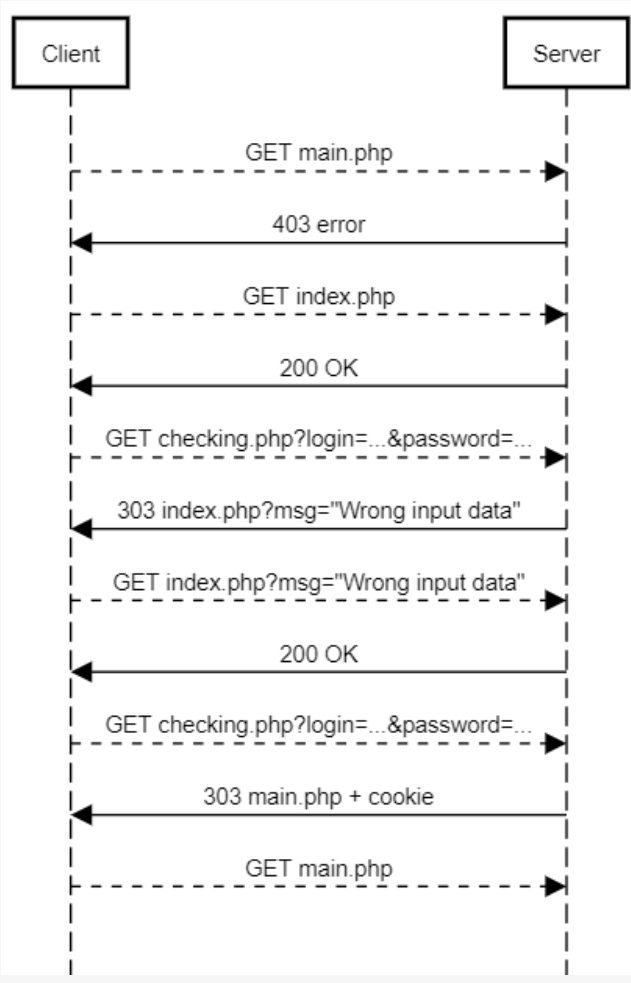 Client
Server
GET main.php
403 error
GET index.php
200 OK
GET checking.php?login=...&password=...
303 index.php?msg="Wrong input data"
GET index.php?msg="Wrong input data"
200 OK
GET checking.php?login=...&password=...
303 main.php + cookie
GET main.php